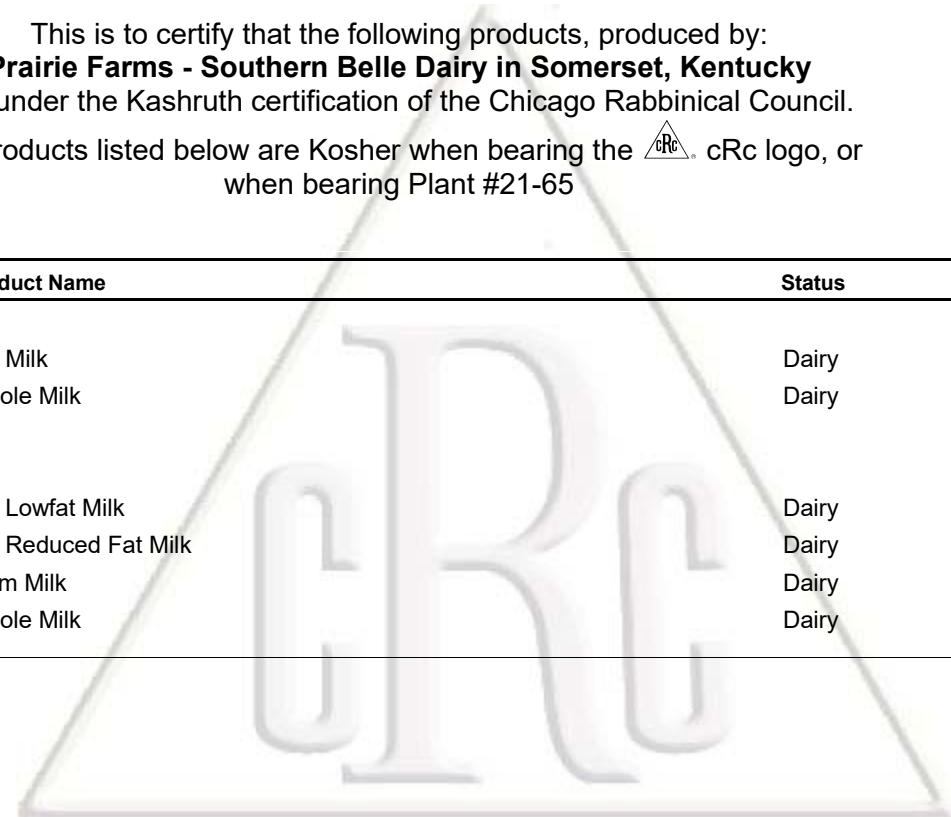 This is to certify that the following products, produced by:
Prairie Farms - Southern Belle Dairy in Somerset, Kentucky
under the Kashruth certification of the Chicago Rabbinical Council.
roducts listed below are Kosher when bearing the cRc cRc logo, or
when bearing Plant #21-65
duct Name Status
Milk Dairy
ole Milk Dairy
Lowfat Milk Dairy
Reduced Fat Milk Dairy
m Milk Dairy
ole Milk Dairy
cRc